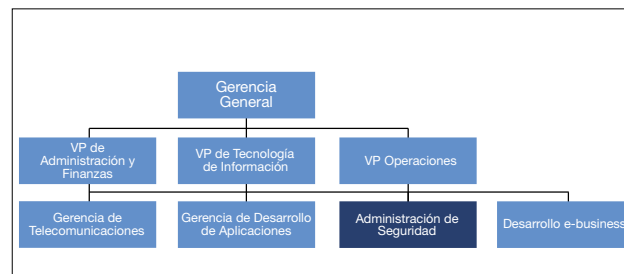 Gerencia
General
VP de
Administración y
Finanzas
VP de Tecnología
de Información
VP Operaciones
Gerencia de
Telecomunicaciones
Gerencia de Desarrollo
de Aplicaciones
Administración de
Seguridad
Desarrollo e-business